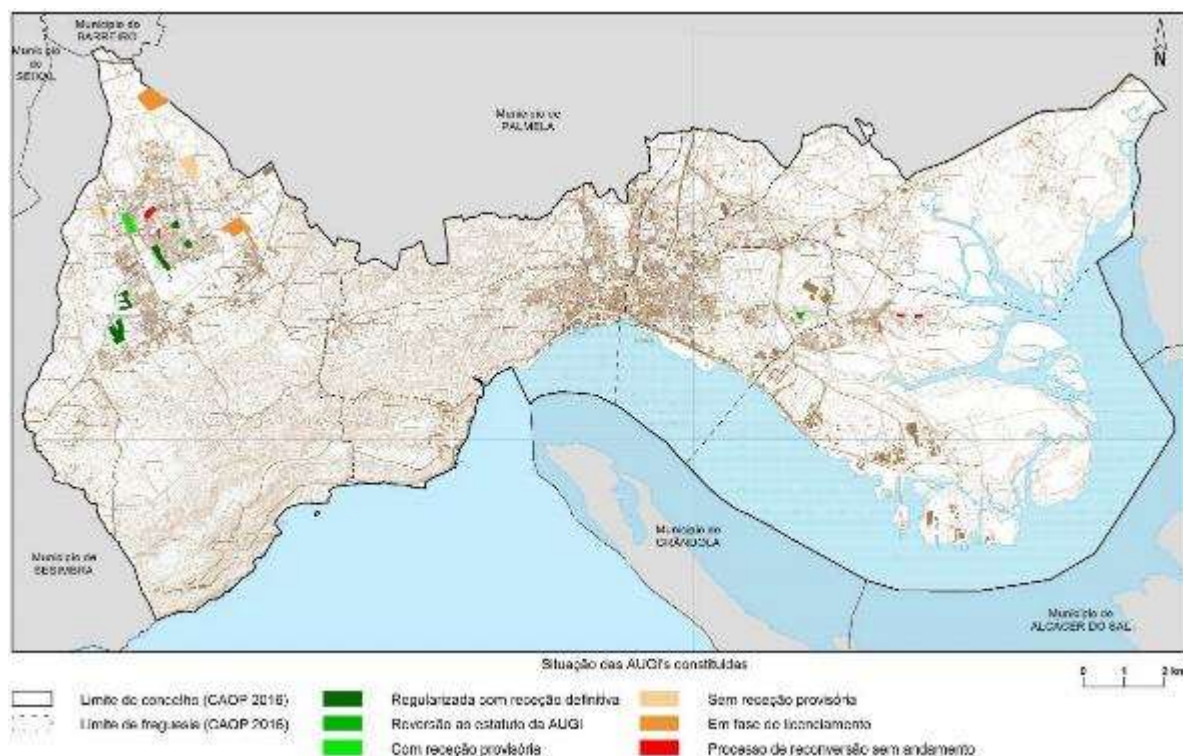 Município do
BARREIRO
Município
do
SEIXAL
N
Município de
PALMELA
Município de
GRÂNDOLA
Município de
SESIMBRA
Município de
ALCÁCER DO SAL
Situação das AUGI's constituídas
0 1 2 km
Limite de concelho (CAOP 2016)
Limite de freguesia (CAOP 2016)
Regularizada com receção definitiva
Reversão ao estatuto da AUGI
Com receção provisória
Sem receção provisória
Em fase de licenciamento
Processo de reconversão sem andamento